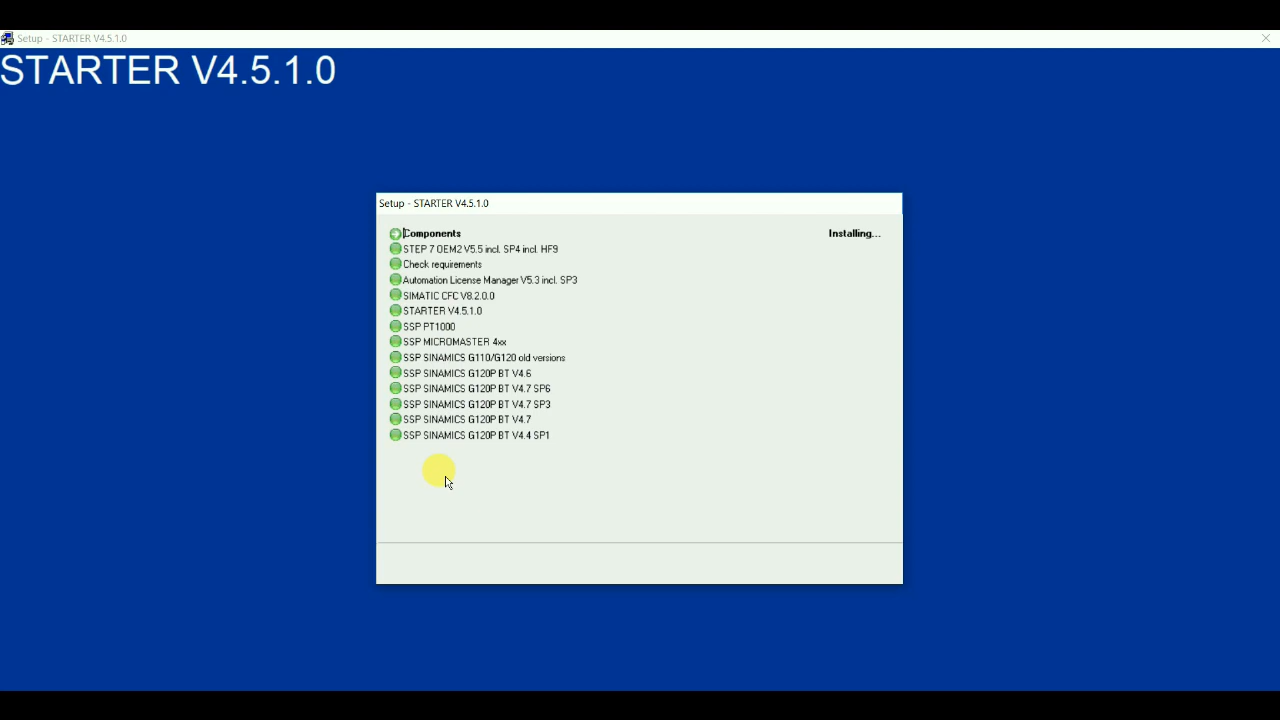 Setup - STARTER V4.5.1.0
STARTER V4.5.1.0
Setup - STARTER V4.5.1.0
Components Installing...
STEP 7 OEM2 V5.5 incl. SP4 incl. HF9
Check requirements
Automation License Manager V5.3 incl. SP3
SIMATIC CFC V8.2.0.0
STARTER V4.5.1.0
SSP PT1000
SSP MICROMASTER 4xx
SSP SINAMICS G110/G120 old versions
SSP SINAMICS G120P BT V4.6
SSP SINAMICS G120P BT V4.7 SP6
SSP SINAMICS G120P BT V4.7 SP3
SSP SINAMICS G120P BT V4.7
SSP SINAMICS G120P BT V4.4 SP1